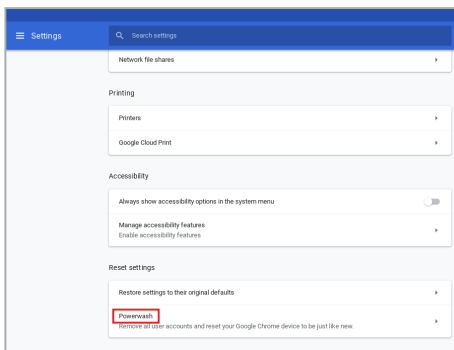 Settings
Search settings
Network file shares
Printing
Printers
Google Cloud Print
Accessibility
Always show accessibility options in the system menu
Manage accessibility features
Enable accessibility features
Reset settings
Restore settings to their original defaults
Powerwash
Remove all user accounts and reset your Google Chrome device to be just like new.